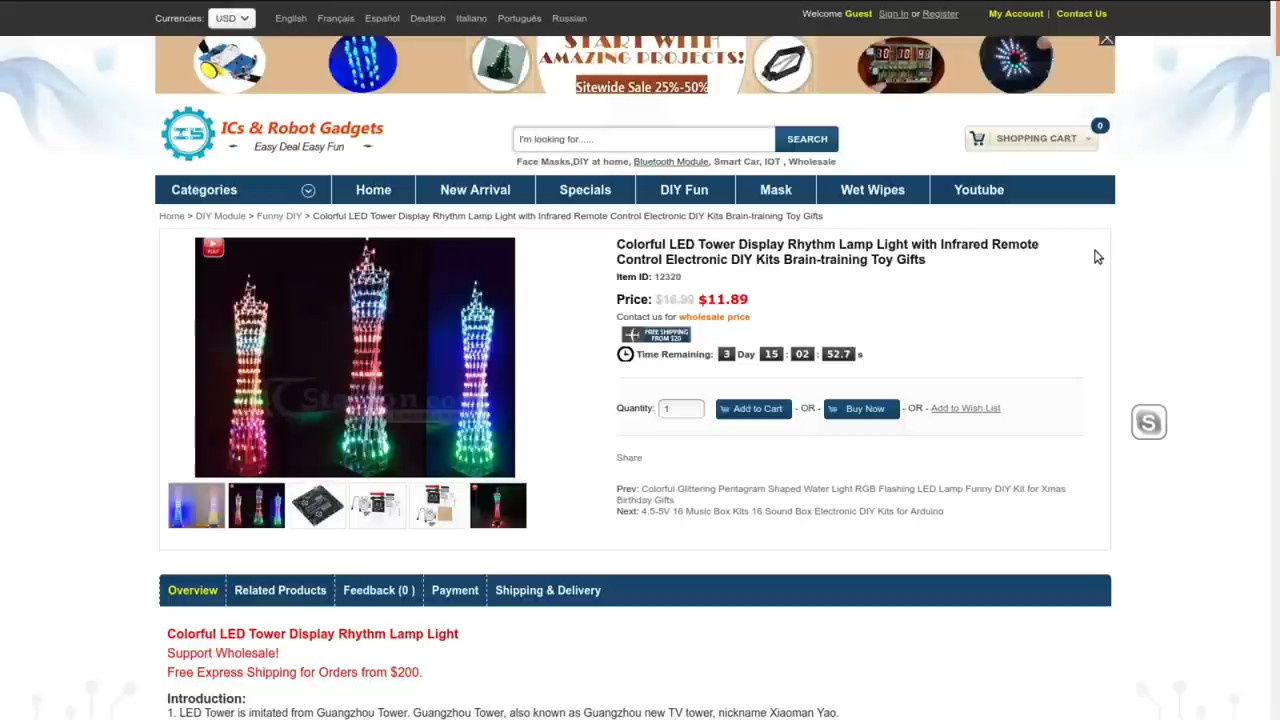 Currencies: USD English Français Español Deutsch Italiano Português Russian Welcome Guest Sign In or Register My Account | Contact Us
START WITH
AMAZING PROJECTS!
Sitewide Sale 25%-50%
ICS
ICs & Robot Gadgets
Easy Deal Easy Fun
I'm looking for...... SEARCH
SHOPPING CART 0
Face Masks,DIY at home, Bluetooth Module, Smart Car, IOT , Wholesale
Categories Home New Arrival Specials DIY Fun Mask Wet Wipes Youtube
Home > DIY Module > Funny DIY > Colorful LED Tower Display Rhythm Lamp Light with Infrared Remote Control Electronic DIY Kits Brain-training Toy Gifts
PLAY
Colorful LED Tower Display Rhythm Lamp Light with Infrared Remote
Control Electronic DIY Kits Brain-training Toy Gifts
Item ID: 12320
Price: $16.99 $11.89
Contact us for wholesale price
FREE SHIPPING
FROM $20
Time Remaining: 3 Day 15 : 02 : 52.7 s
Quantity: 1 Add to Cart - OR - Buy Now - OR - Add to Wish List
Share
Prev: Colorful Glittering Pentagram Shaped Water Light RGB Flashing LED Lamp Funny DIY Kit for Xmas
Birthday Gifts
Next: 4.5-5V 16 Music Box Kits 16 Sound Box Electronic DIY Kits for Arduino
Overview Related Products Feedback (0 ) Payment Shipping & Delivery
Colorful LED Tower Display Rhythm Lamp Light
Support Wholesale!
Free Express Shipping for Orders from $200.
Introduction:
1. LED Tower is imitated from Guangzhou Tower. Guangzhou Tower, also known as Guangzhou new TV tower, nickname Xiaoman Yao.